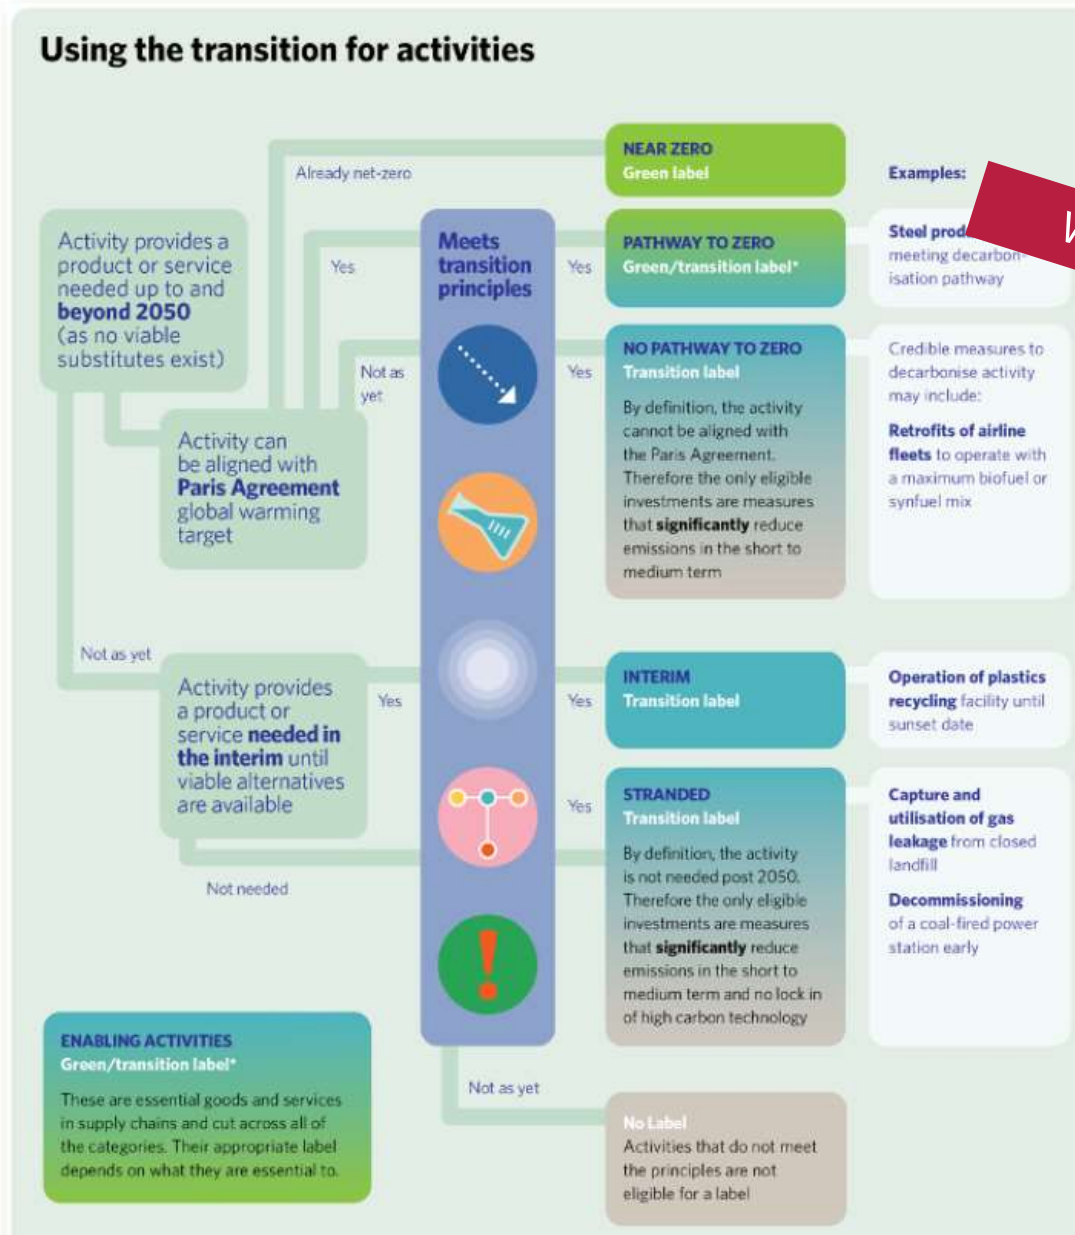 Using the transition for activities
Already net-zero
NEAR ZERO
Green label
Examples:
Activity provides a
product or service
needed up to and
beyond 2050
(as no viable
substitutes exist)
Yes
Meets
transition
principles
Yes
PATHWAY TO ZERO
Green/transition label*
Steel
meeting decarbon-
isation pathway
Not as
yet
Yes
NO PATHWAY TO ZERO
Transition label
By definition, the activity
cannot be aligned with
the Paris Agreement.
Therefore the only eligible
investments are measures
that significantly reduce
emissions in the short to
medium term
Credible measures to
decarbonise activity
may include:
Retrofits of airline
fleets to operate with
a maximum biofuel or
synfuel mix
Activity can
be aligned with
Paris Agreement
global warming
target
Not as yet
Activity provides
a product or
service needed in
the interim until
viable alternatives
are available
Yes
Yes
INTERIM
Transition label
Operation of plastics
recycling facility until
sunset date
Not needed
Yes
STRANDED
Transition label
By definition, the activity
is not needed post 2050.
Therefore the only eligible
investments are measures
that significantly reduce
emissions in the short to
medium term and no lock in
of high carbon technology
Capture and
utilisation of gas
leakage from closed
landfill
Decommissioning
of a coal-fired power
station early
ENABLING ACTIVITIES
Green/transition label*
These are essential goods and services
in supply chains and cut across all of
the categories. Their appropriate label
depends on what they are essential to.
Not as yet
No Label
Activities that do not meet
the principles are not
eligible for a label